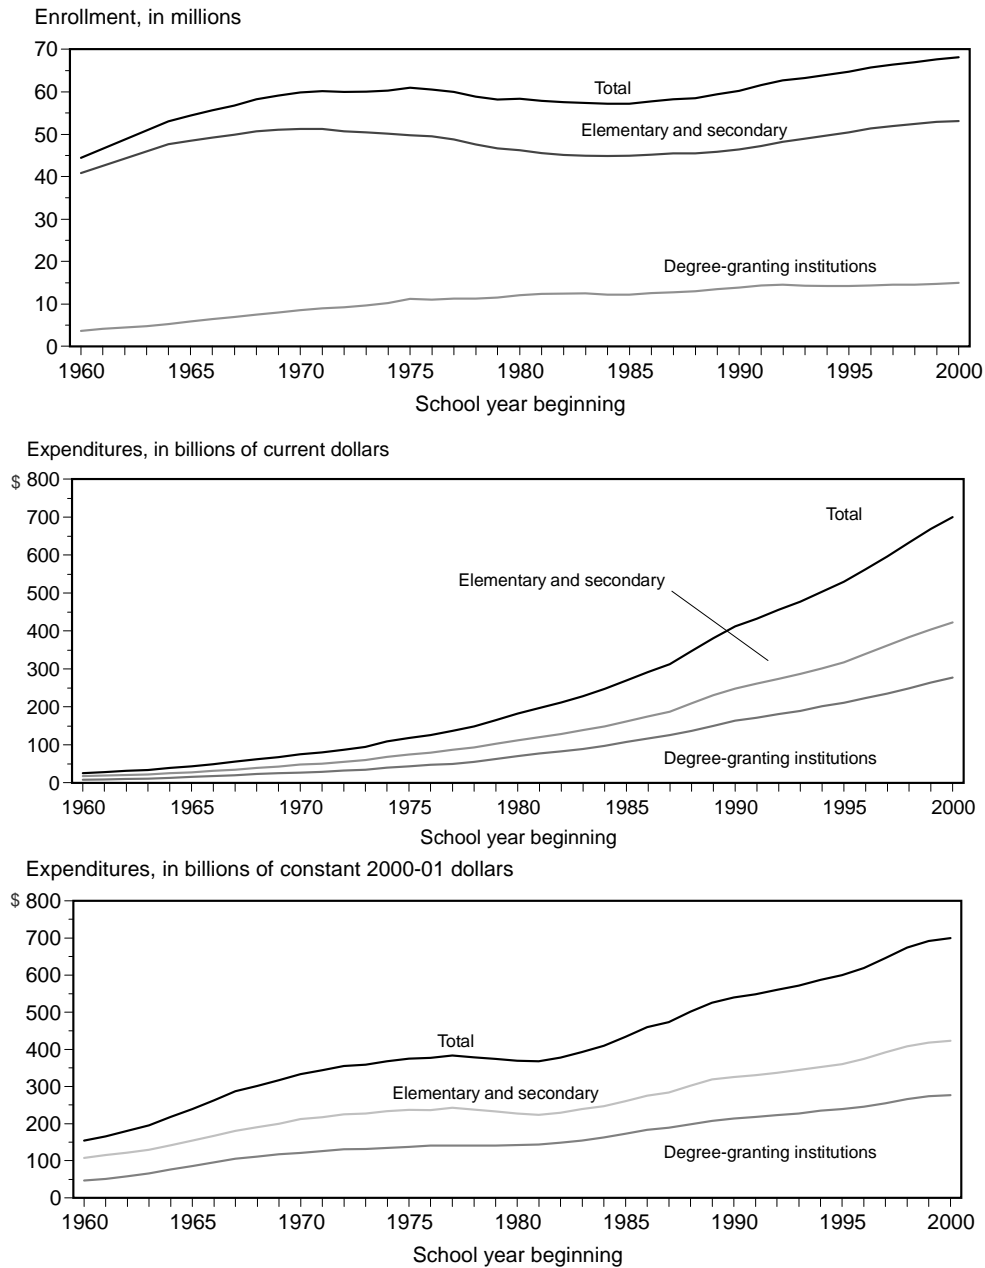 Enrollment, in millions
70
60
50
40
30
20
10
0
Total
Elementary and secondary
Degree-granting institutions
1960 1965 1970 1975 1980 1985 1990 1995 2000
School year beginning
Expenditures, in billions of current dollars
$ 800
700
600
500
400
300
200
100
0
Total
Elementary and secondary
Degree-granting institutions
1960 1965 1970 1975 1980 1985 1990 1995 2000
School year beginning
Expenditures, in billions of constant 2000-01 dollars
$ 800
700
600
500
400
300
200
100
0
Total
Elementary and secondary
Degree-granting institutions
1960 1965 1970 1975 1980 1985 1990 1995 2000
School year beginning